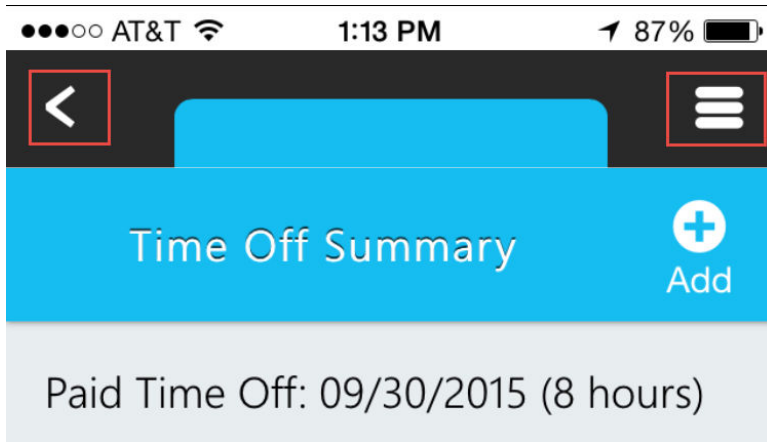 AT&T 1:13 PM 87%
Time Off Summary
Add
Paid Time Off: 09/30/2015 (8 hours)